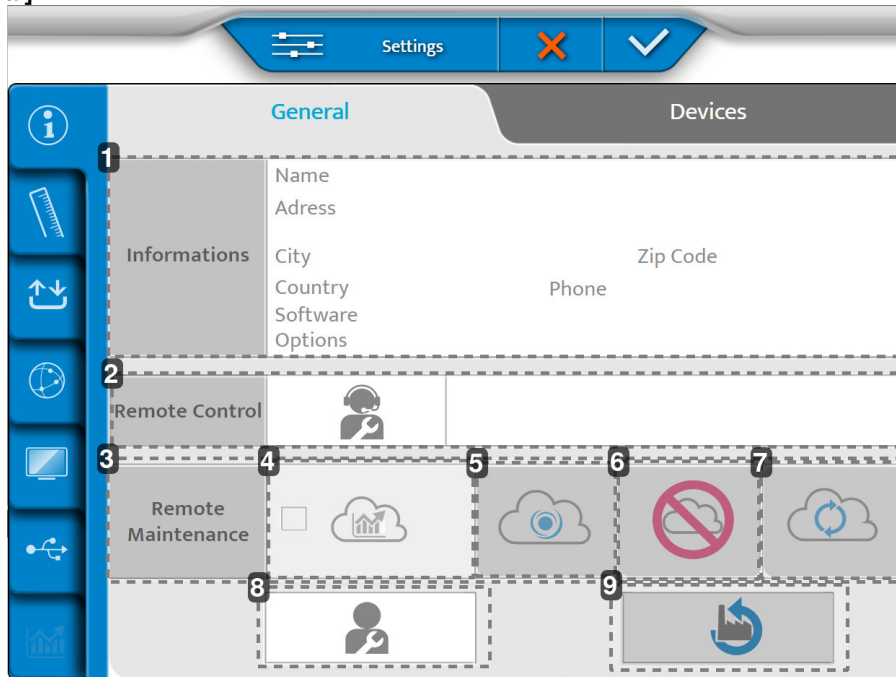 Settings
General
Devices
1
Name
Adress
Informations
City
Zip Code
Country
Phone
Software
Options
2
Remote Control
3
4
5
6
7
Remote
Maintenance
8
9